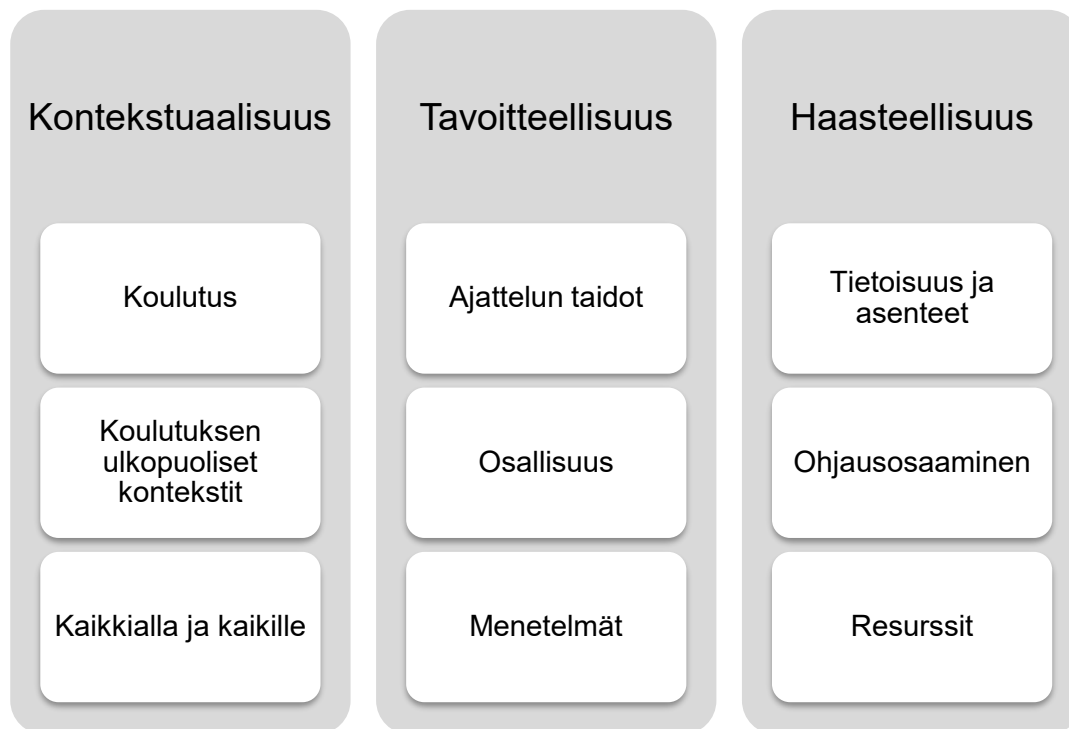 Kontekstuaalisuus
Koulutus
Koulutuksen
ulkopuoliset
kontekstit
Kaikkialla ja kaikille
Tavoitteellisuus
Ajattelun taidot
Osallisuus
Menetelmät
Haasteellisuus
Tietoisuus ja
asenteet
Ohjausosaaminen
Resurssit